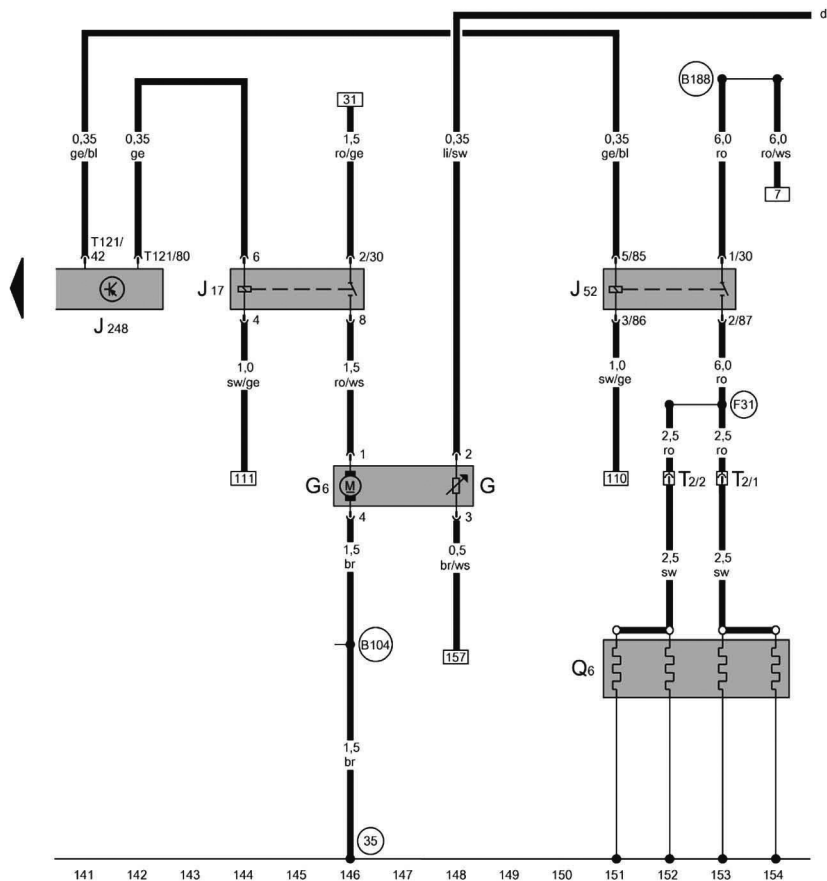 d
B188
31
0,35
ge/bl
0,35
ge
1,5
ro/ge
0,35
li/sw
0,35
ge/bl
6,0
ro
6,0
ro/ws
7
T121/
42
T121/80
6
2/30
5/85
1/30
J 248
J 17
J 52
4
8
3/86
2/87
1,0
sw/ge
1,5
ro/ws
1,0
sw/ge
6,0
ro
F31
2,5
ro
2,5
ro
1
2
111
G6
M
G
110
T2/2
T2/1
4
3
1,5
br
0,5
br/ws
2,5
sw
2,5
sw
B104
157
Q6
1,5
br
35
141 142 143 144 145 146 147 148 149 150 151 152 153 154